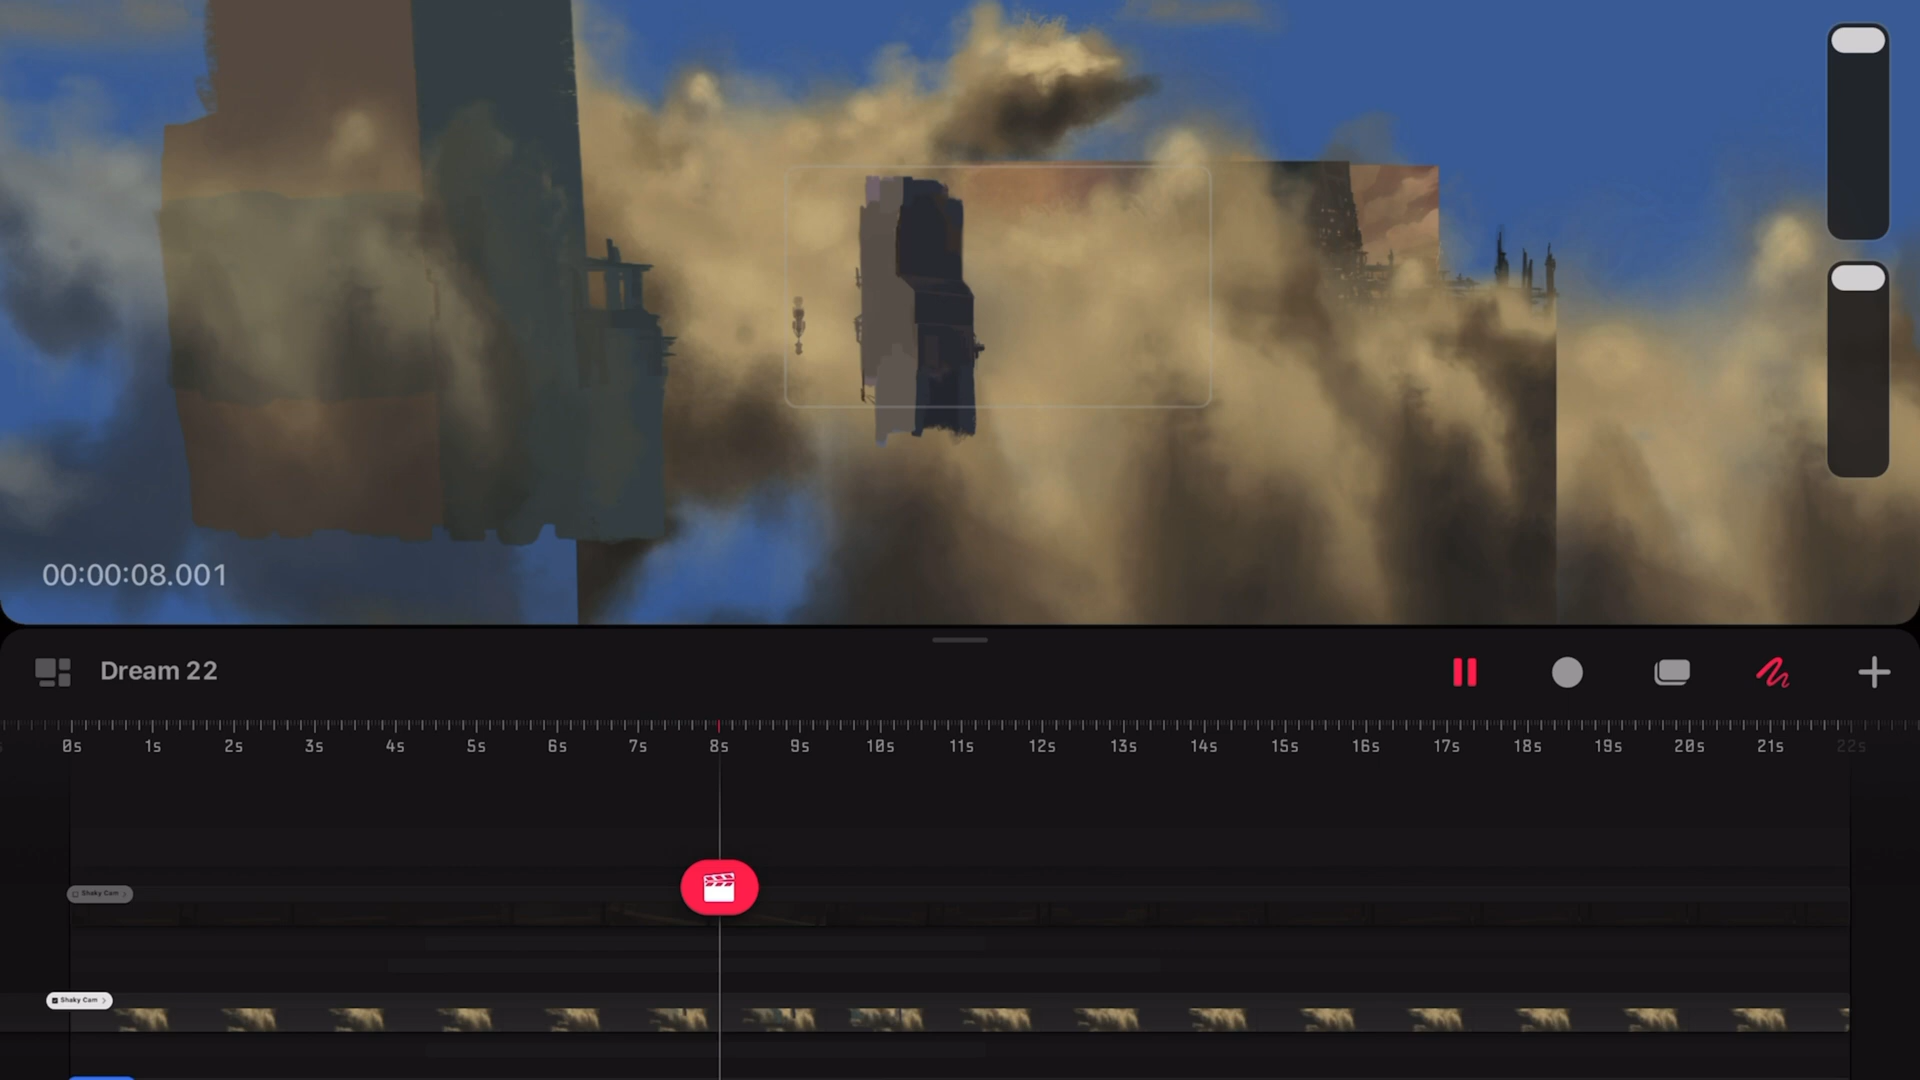 00:00:08.001
Dream 22
0s 1s 2s 3s 4s 5s 6s 7s 8s 9s 10s 11s 12s 13s 14s 15s 16s 17s 18s 19s 20s 21s 22s
Shaky Cam
Shaky Cam